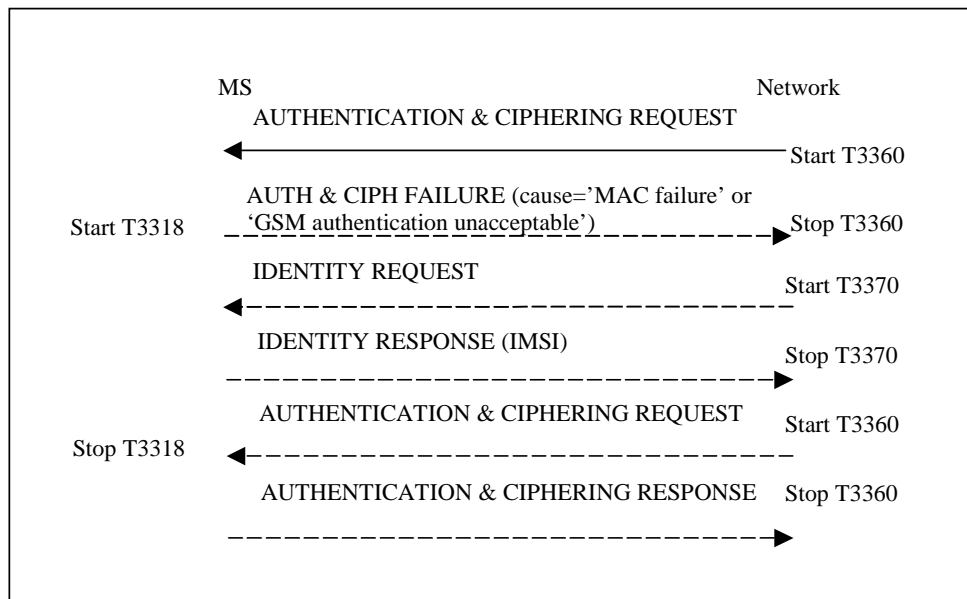 MS
Network
AUTHENTICATION & CIPHERING REQUEST
Start T3360
AUTH & CIPH FAILURE (cause=’MAC failure’ or
‘GSM authentication unacceptable’)
Start T3318
Stop T3360
IDENTITY REQUEST
Start T3370
IDENTITY RESPONSE (IMSI)
Stop T3370
AUTHENTICATION & CIPHERING REQUEST
Start T3360
Stop T3318
AUTHENTICATION & CIPHERING RESPONSE
Stop T3360